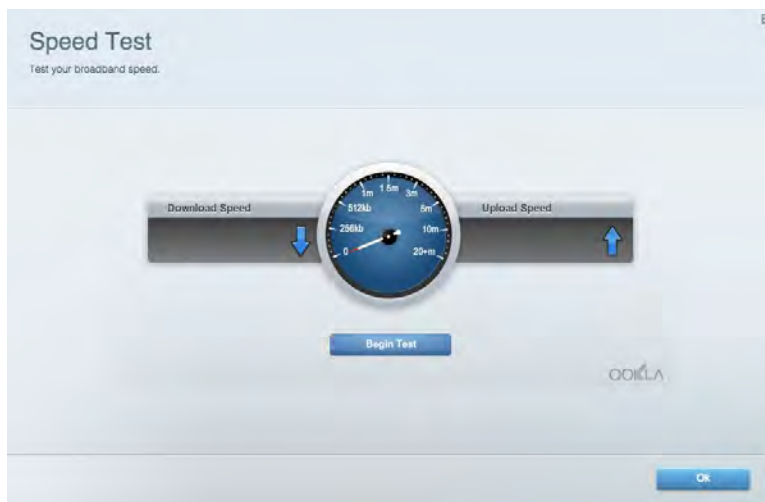 Speed Test
Test your broadband speed.
Download Speed
Upload Speed
0
256kb
512kb
1m
1.5m
3m
5m
10m
20+m
Begin Test
OOKLA
Ok